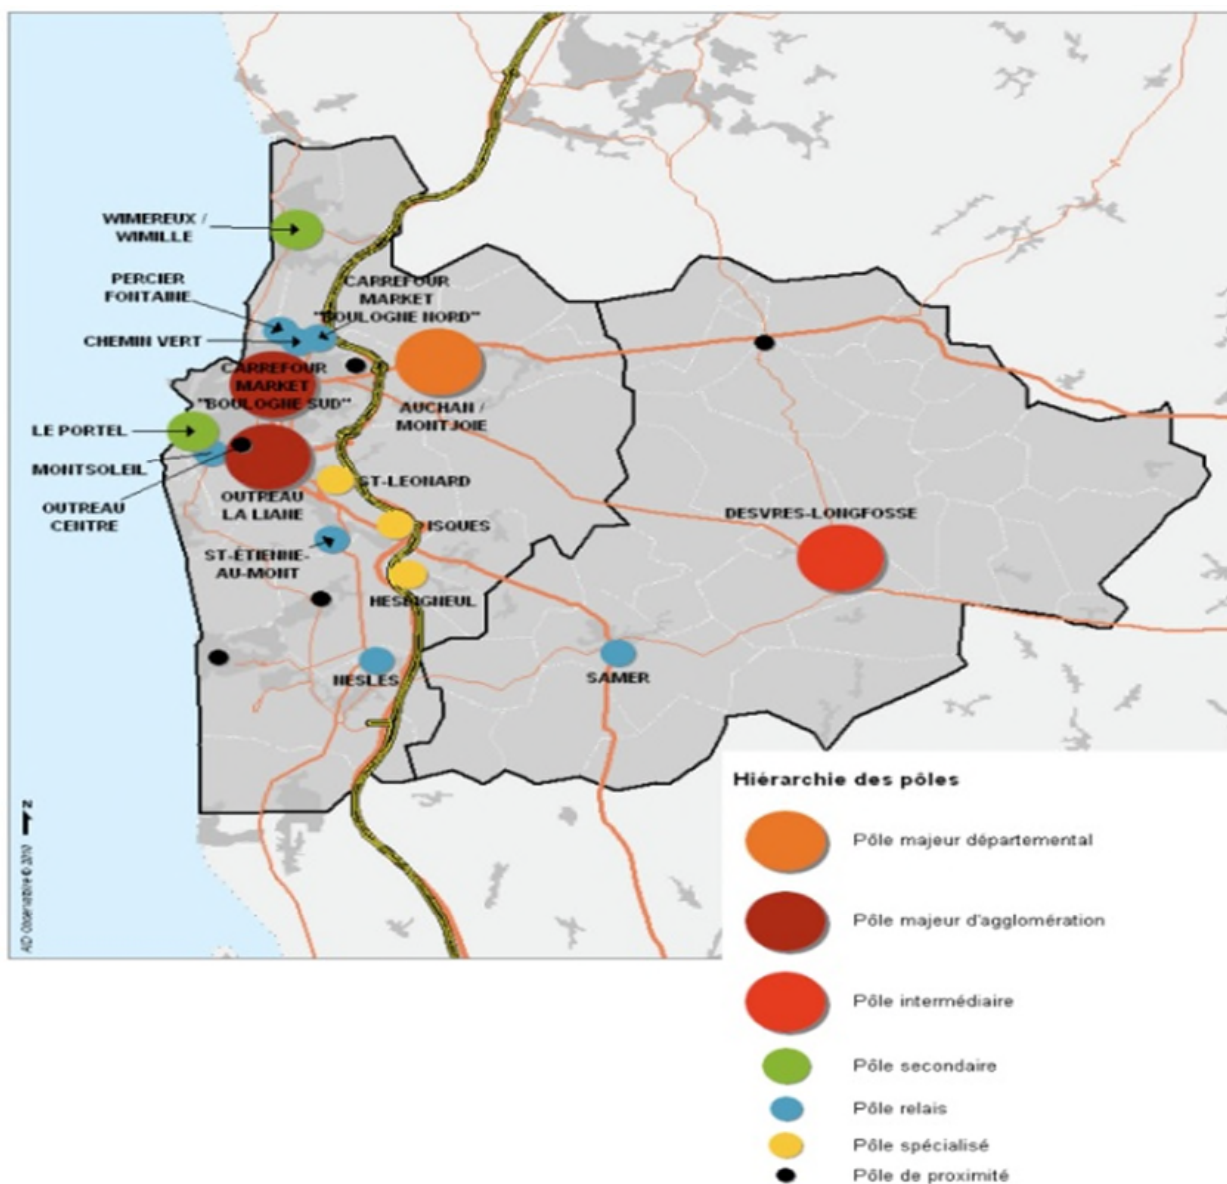 WIMEREUX /
WIMILLE
PERCIER
FONTAINE
CARREFOUR
MARKET
"BOULOGNE NORD"
CHEMIN VERT
CARREFOUR
MARKET
"BOULOGNE SUD"
AUCHAN /
MONTJOIE
LE PORTEL
MONTSOLEIL
OUTREAU
CENTRE
OUTREAU
LA LIANE
ST-LEONARD
ISQUES
DESVRES-LONGFOSSE
ST-ÉTIENNE-
AU-MONT
HESDIGNEUL
NESLES
SAMER
N
Hiérarchie des pôles
Pôle majeur départemental
Pôle majeur d'agglomération
Pôle intermédiaire
Pôle secondaire
Pôle relais
Pôle spécialisé
Pôle de proximité